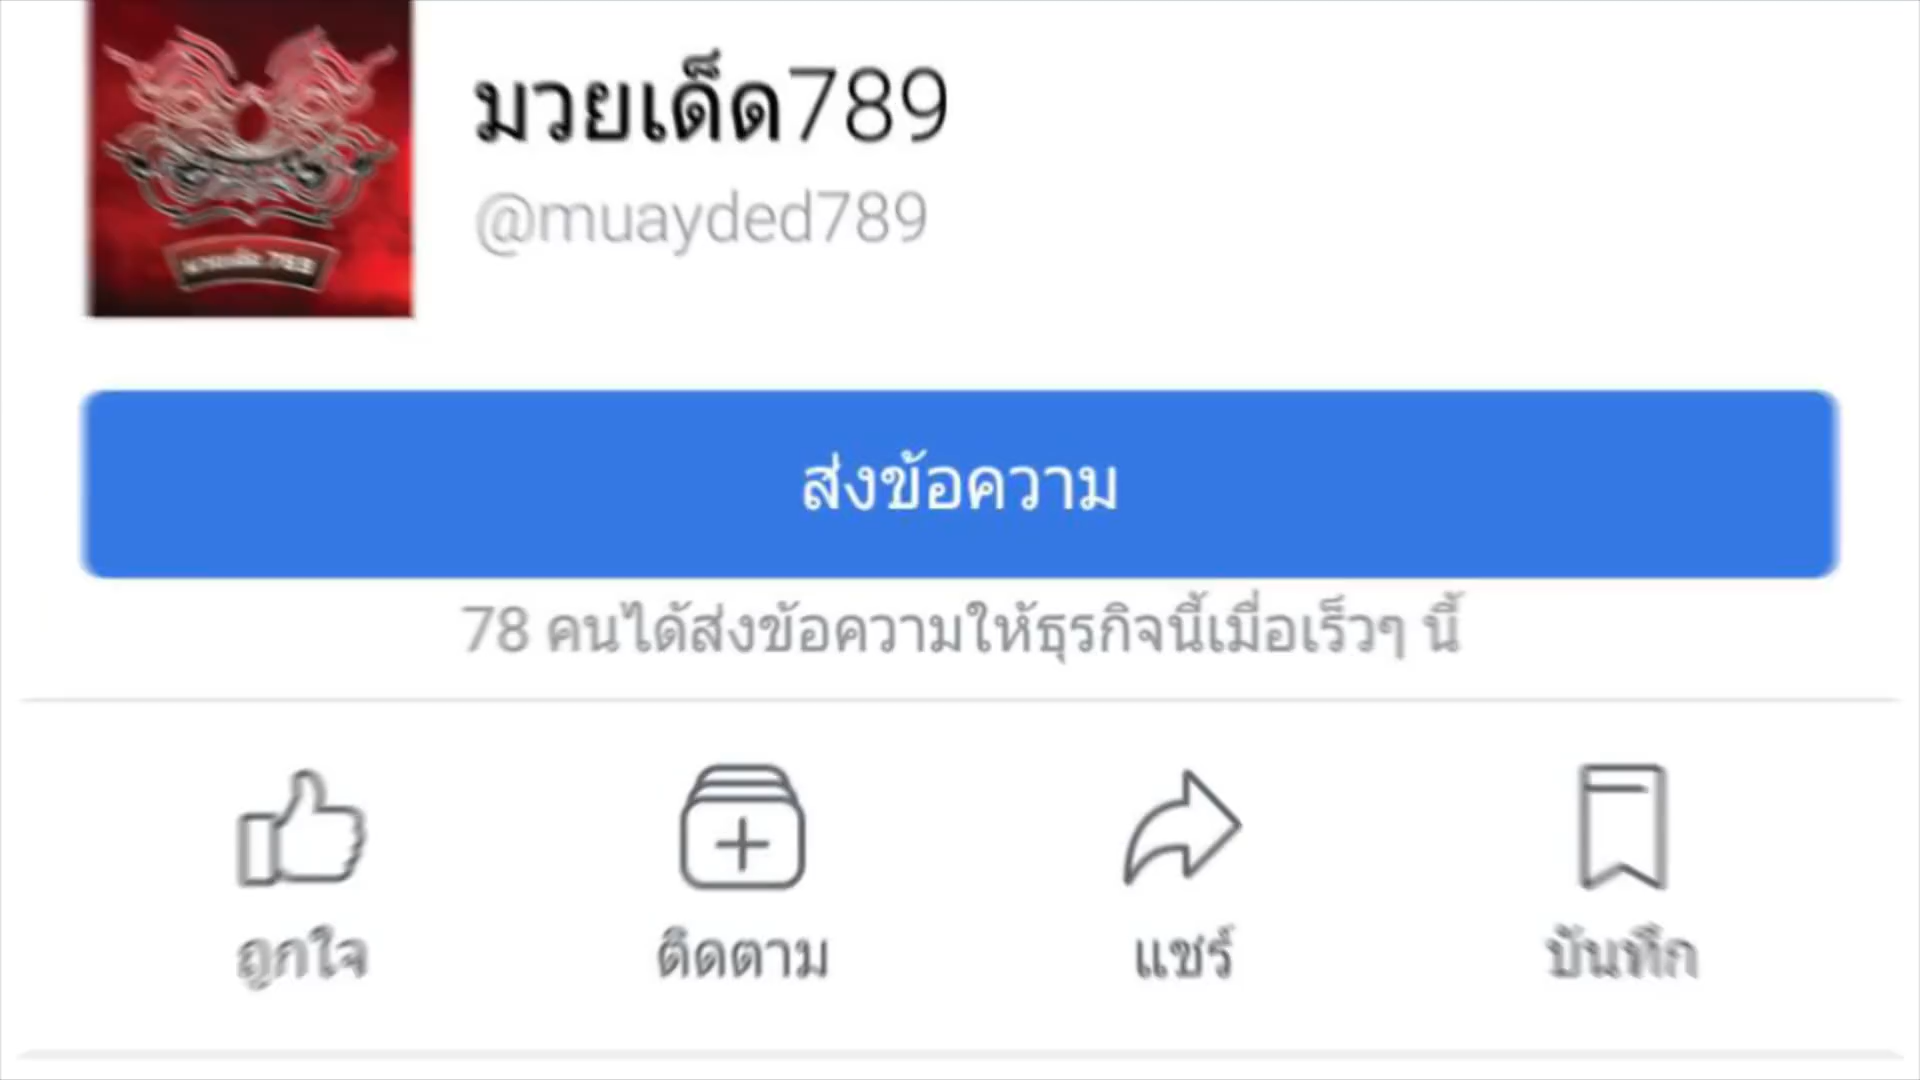 มวยเด็ด789
@muayded789
ส่งข้อความ
78 คนได้ส่งข้อความให้ธุรกิจนี้เมื่อเร็วๆ นี้
ถูกใจ
ติดตาม
แชร์
บันทึก